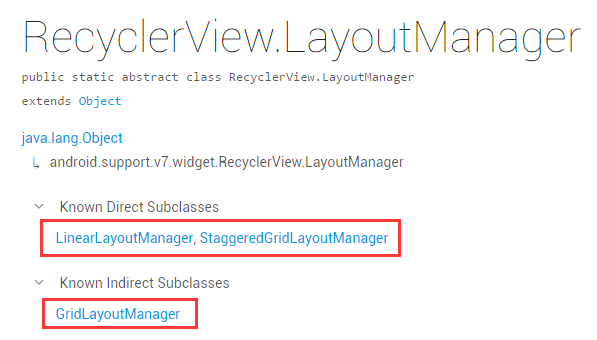 RecyclerView.LayoutManager
public static abstract class RecyclerView.LayoutManager
extends Object
java.lang.Object
↳ android.support.v7.widget.RecyclerView.LayoutManager
Known Direct Subclasses
LinearLayoutManager, StaggeredGridLayoutManager
Known Indirect Subclasses
GridLayoutManager